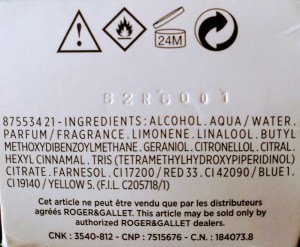 24M
82R6001
87553421 - INGREDIENTS: ALCOHOL. AQUA / WATER.
PARFUM / FRAGRANCE. LIMONENE. LINALOOL. BUTYL
METHOXYDIBENZOYLMETHANE. GERANIOL. CITRONELLOL. CITRAL.
HEXYL CINNAMAL. TRIS (TETRAMETHYLHYDROXYPIPERIDINOL)
CITRATE. FARNESOL. CI 17200 / RED 33. CI 42090 / BLUE 1.
CI 19140 / YELLOW 5. (F.I.L. C205718/1)
Cet article ne peut être vendu que par les distributeurs
agréés ROGER&GALLET. This article may be sold only by
authorized ROGER&GALLET dealers.
CNK : 3540-812 - CNP : 7515676 - C.N.: 184073.8